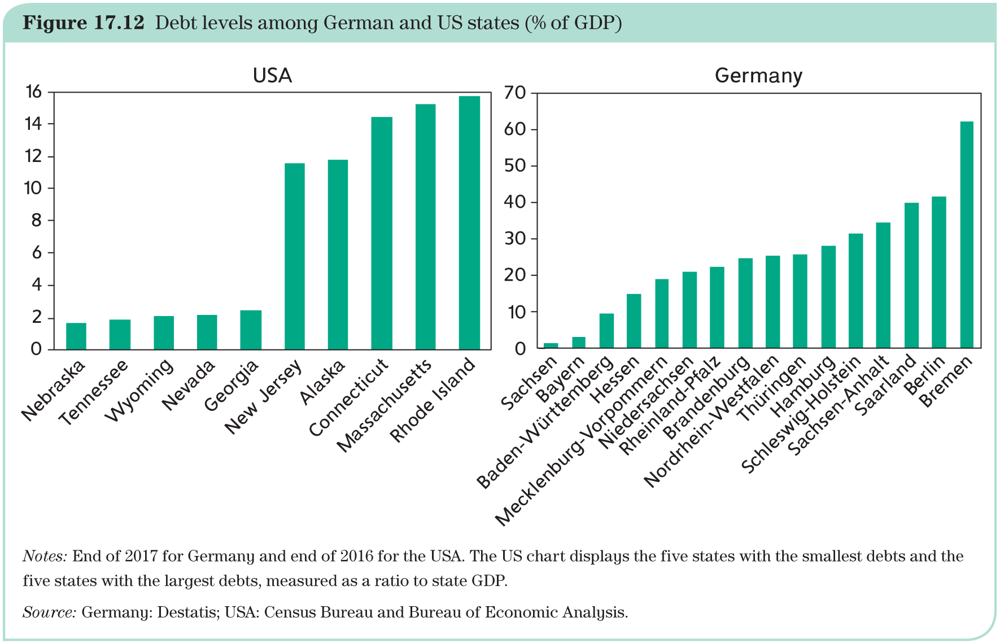 Figure 17.12 Debt levels among German and US states (% of GDP)
USA
16
14
12
10
8
6
4
2
0
Nebraska
Tennessee
Wyoming
Nevada
Georgia
New Jersey
Alaska
Connecticut
Massachusetts
Rhode Island
Germany
70
60
50
40
30
20
10
0
Sachsen
Bayern
Baden-Württemberg
Hessen
Mecklenburg-Vorpommern
Niedersachsen
Rheinland-Pfalz
Brandenburg
Nordrhein-Westfalen
Thüringen
Hamburg
Schleswig-Holstein
Sachsen-Anhalt
Saarland
Berlin
Bremen
Notes: End of 2017 for Germany and end of 2016 for the USA. The US chart displays the five states with the smallest debts and the
five states with the largest debts, measured as a ratio to state GDP.
Source: Germany: Destatis; USA: Census Bureau and Bureau of Economic Analysis.